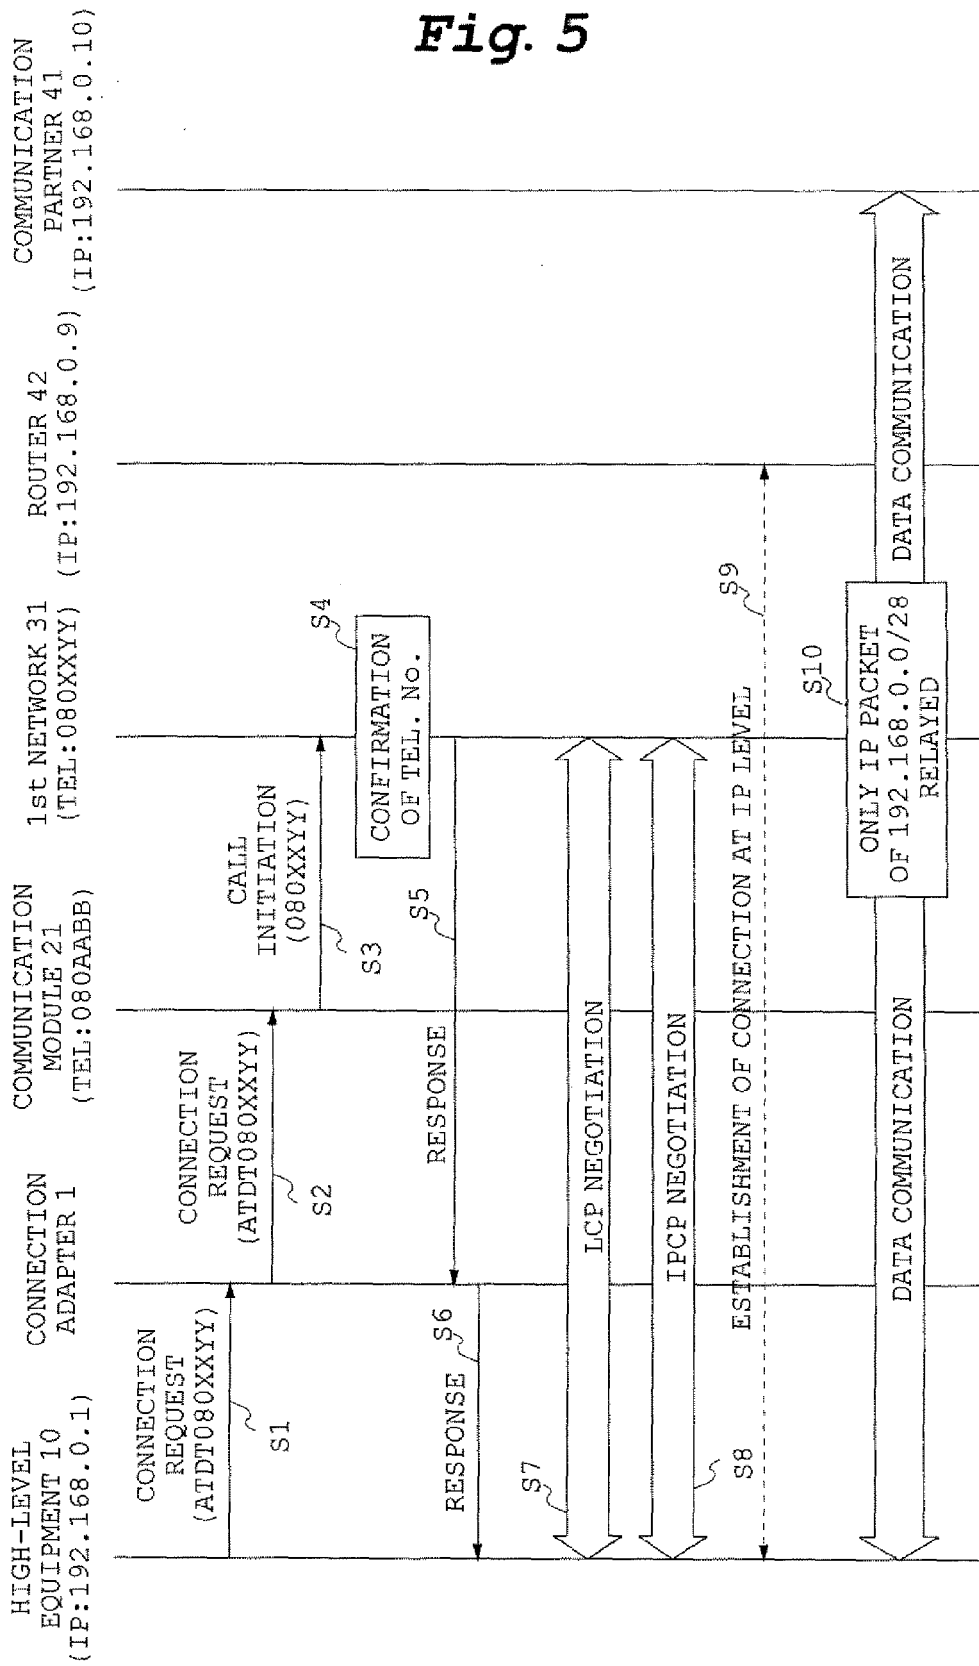 Fig. 5
HIGH-LEVEL
EQUIPMENT 10
(IP:192.168.0.1)
CONNECTION
ADAPTER 1
COMMUNICATION
MODULE 21
(TEL:080AABB)
1st NETWORK 31
(TEL:080XXYY)
ROUTER 42
(IP:192.168.0.9)
COMMUNICATION
PARTNER 41
(IP:192.168.0.10)
CONNECTION
REQUEST
(ATDT080XXYY)
S1
CONNECTION
REQUEST
(ATDT080XXYY)
S2
CALL
INITIATION
(080XXYY)
S3
S4
CONFIRMATION
OF TEL. No.
RESPONSE
S5
RESPONSE
S6
S7
LCP NEGOTIATION
IPCP NEGOTIATION
S8
ESTABLISHMENT OF CONNECTION AT IP LEVEL
S9
S10
DATA COMMUNICATION
ONLY IP PACKET
OF 192.168.0.0/28
RELAYED
DATA COMMUNICATION